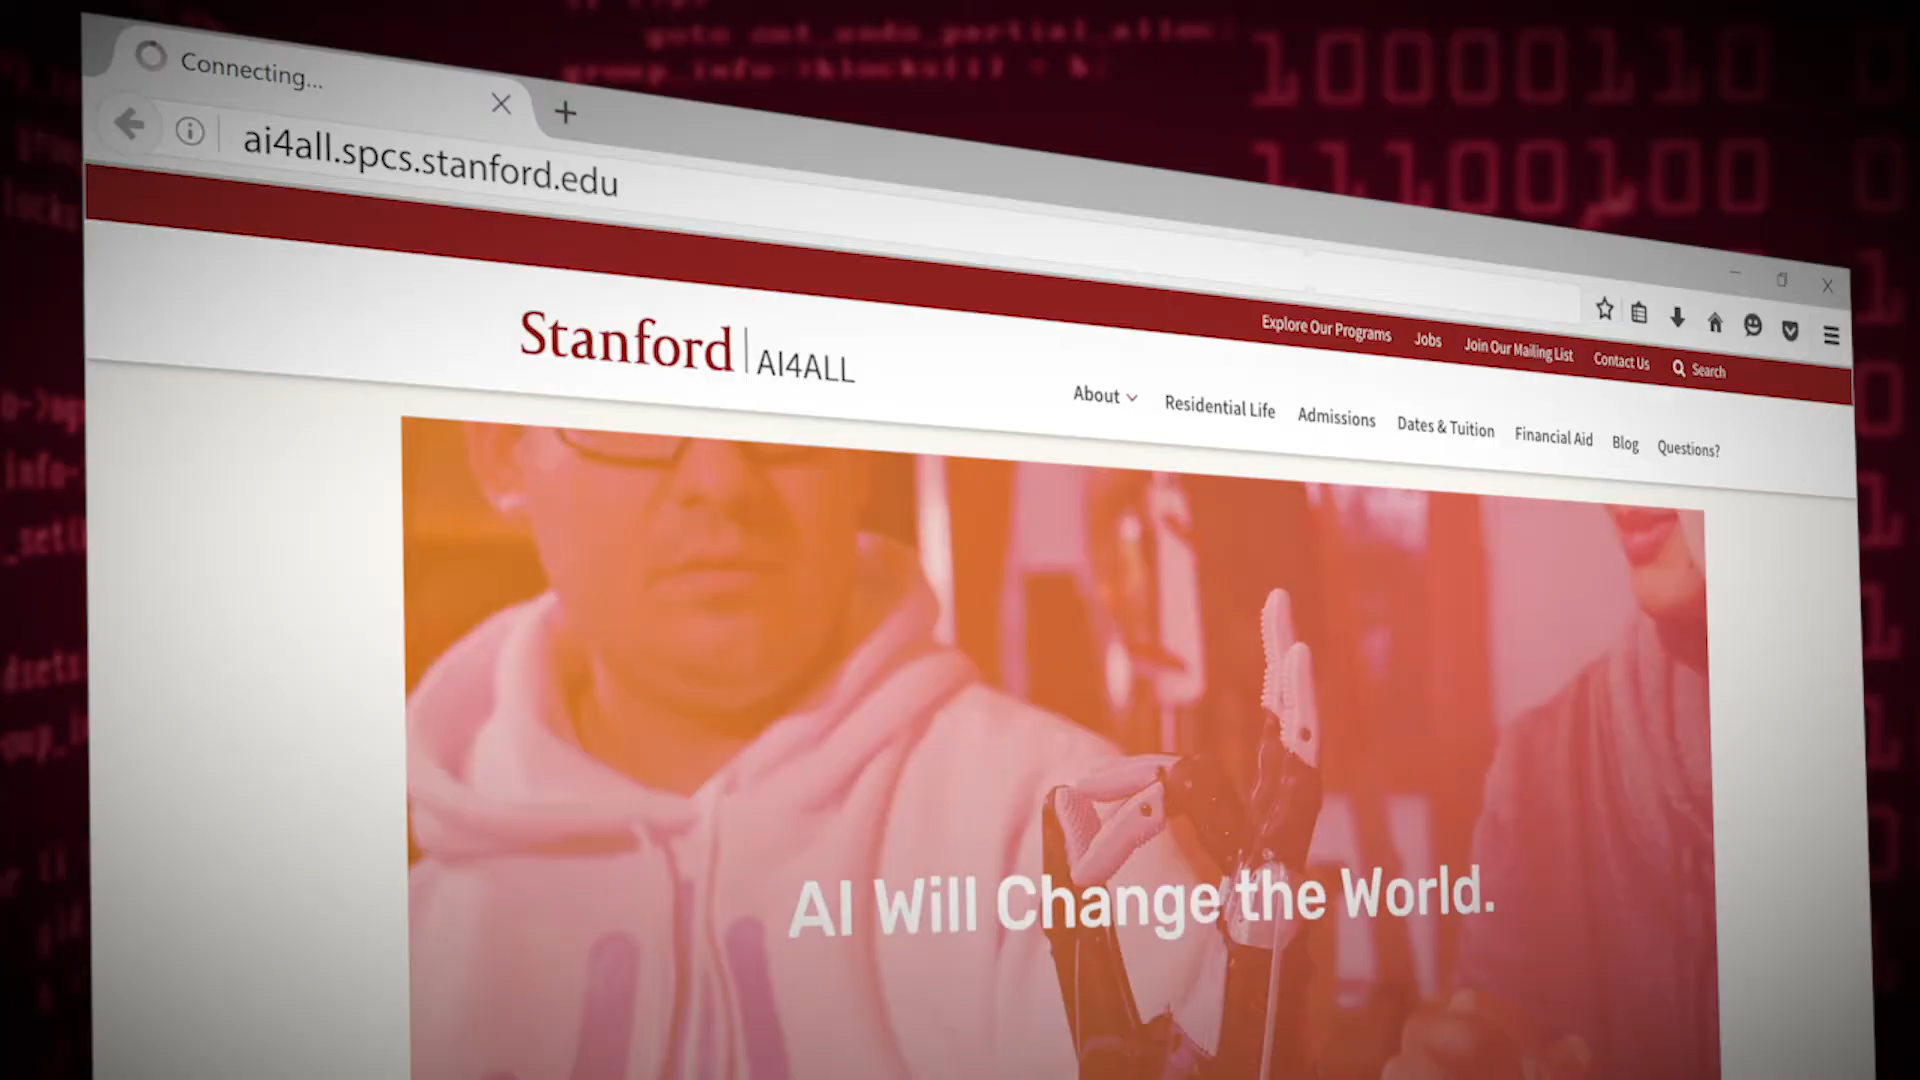 Connecting...
ai4all.spcs.stanford.edu
Explore Our Programs Jobs Join Our Mailing List Contact Us Search
Stanford AI4ALL
About Residential Life Admissions Dates & Tuition Financial Aid Blog Questions?
AI Will Change the World.
10000110
11100100